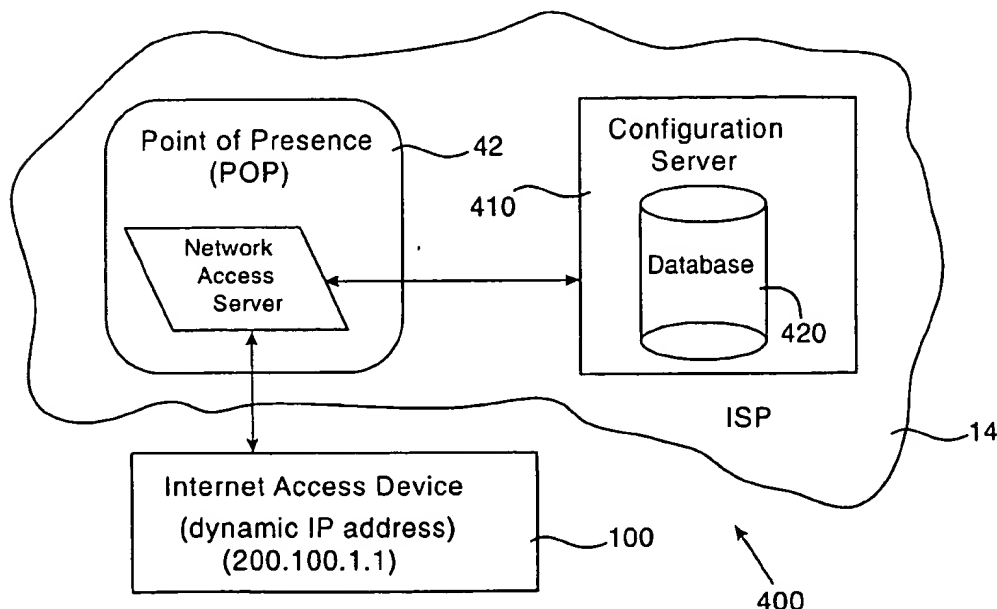 Point of Presence
(POP)
42
Network
Access
Server
Configuration
Server
410
Database
420
ISP
14
Internet Access Device
(dynamic IP address)
(200.100.1.1)
100
400